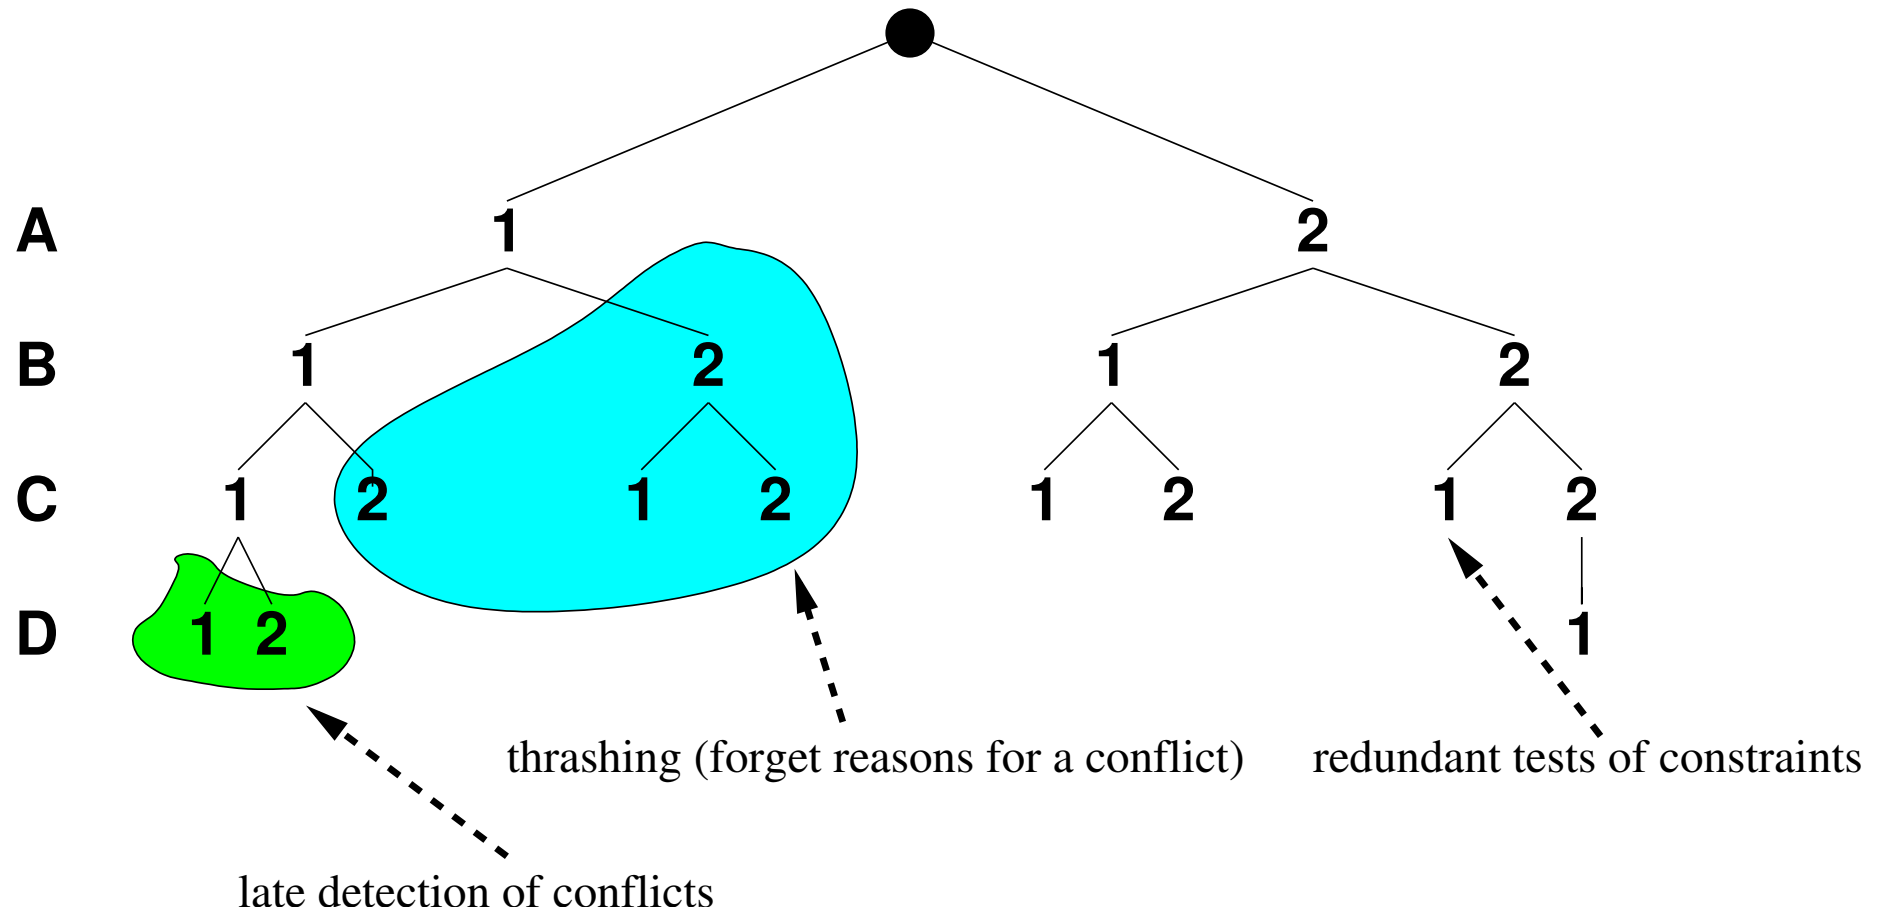 A 1 2
B 1 2 1 2
C 1 2 1 2 1 2 1 2
D 1 2 1
thrashing (forget reasons for a conflict) redundant tests of constraints
late detection of conflicts